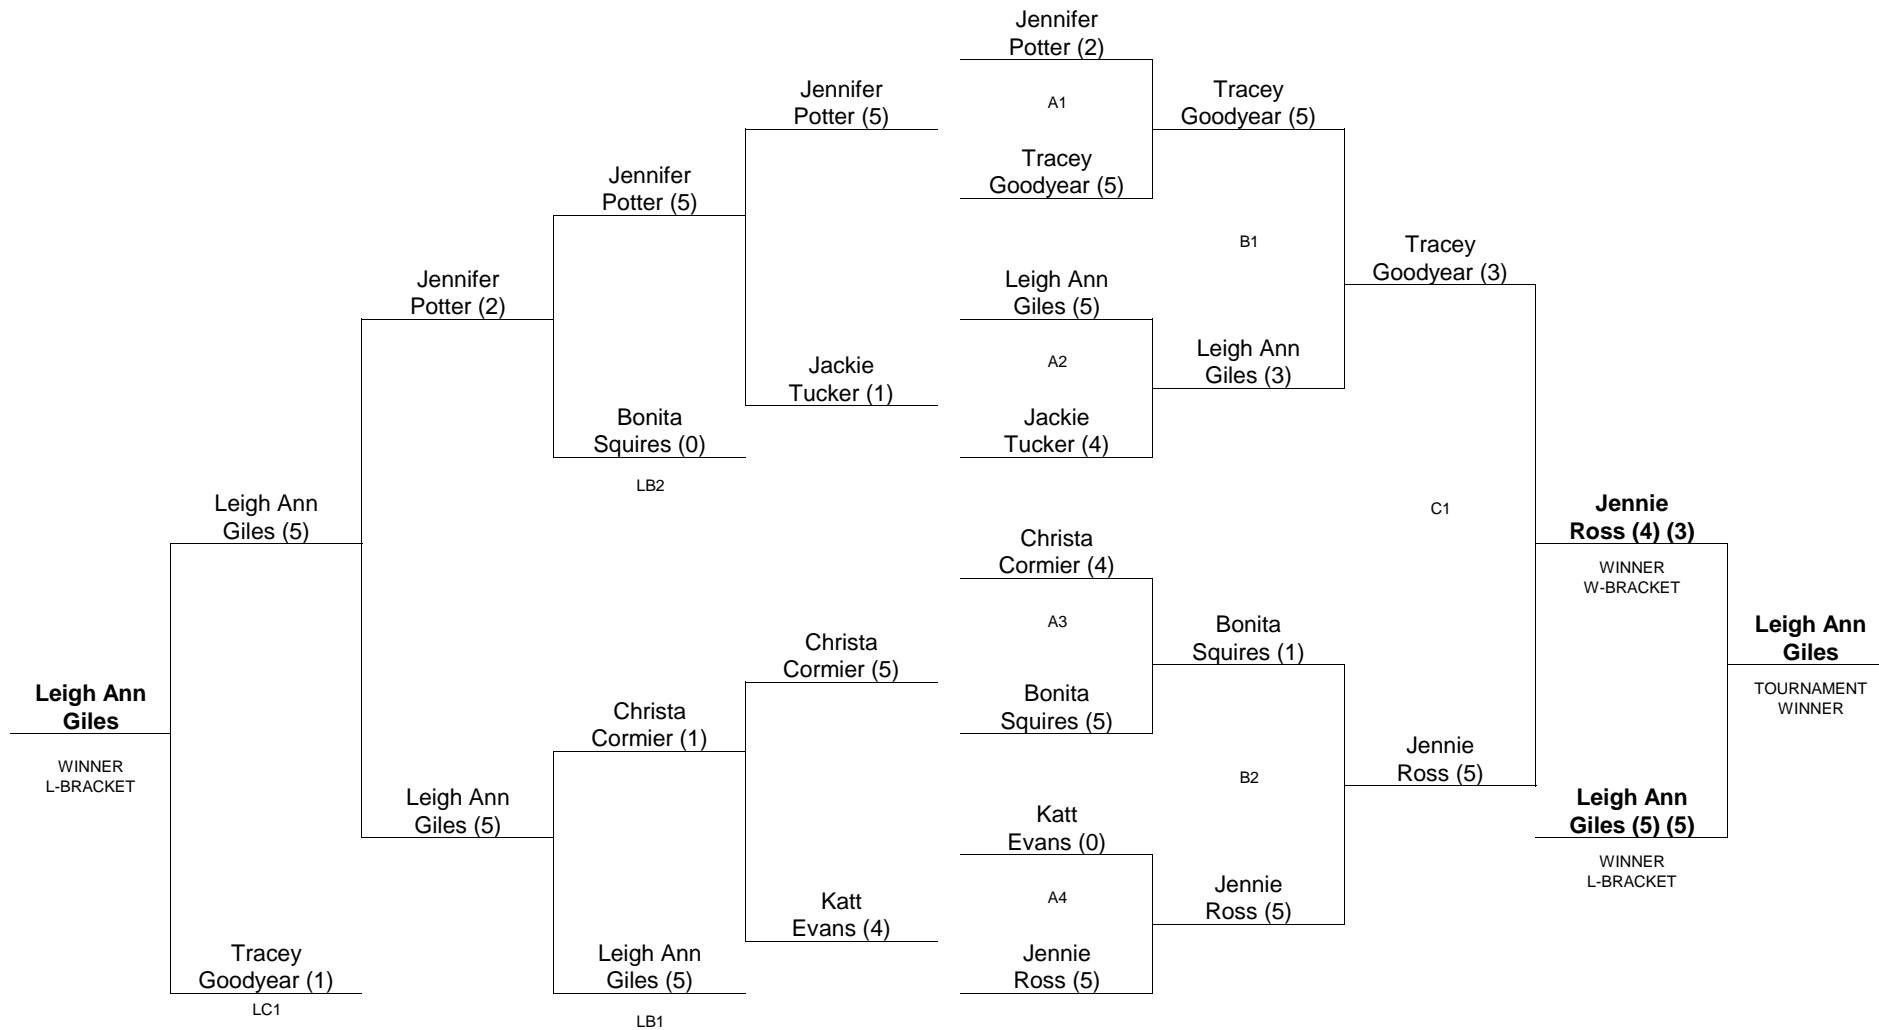 Jennifer
Potter (2)
Jennifer
Potter (5)
A1
Tracey
Goodyear (5)
Tracey
Goodyear (5)
Jennifer
Potter (5)
B1
Tracey
Goodyear (3)
Jennifer
Potter (2)
Leigh Ann
Giles (5)
Jackie
Tucker (1)
A2
Leigh Ann
Giles (3)
Bonita
Squires (0)
Jackie
Tucker (4)
LB2
Leigh Ann
Giles (5)
C1
Jennie
Ross (4) (3)
Christa
Cormier (4)
WINNER
W-BRACKET
Christa
Cormier (5)
A3
Bonita
Squires (1)
Leigh Ann
Giles
TOURNAMENT
WINNER
Leigh Ann
Giles
WINNER
L-BRACKET
Christa
Cormier (1)
Bonita
Squires (5)
B2
Jennie
Ross (5)
Leigh Ann
Giles (5)
Katt
Evans (0)
Leigh Ann
Giles (5) (5)
WINNER
L-BRACKET
Katt
Evans (4)
A4
Jennie
Ross (5)
Tracey
Goodyear (1)
LC1
Leigh Ann
Giles (5)
LB1
Jennie
Ross (5)